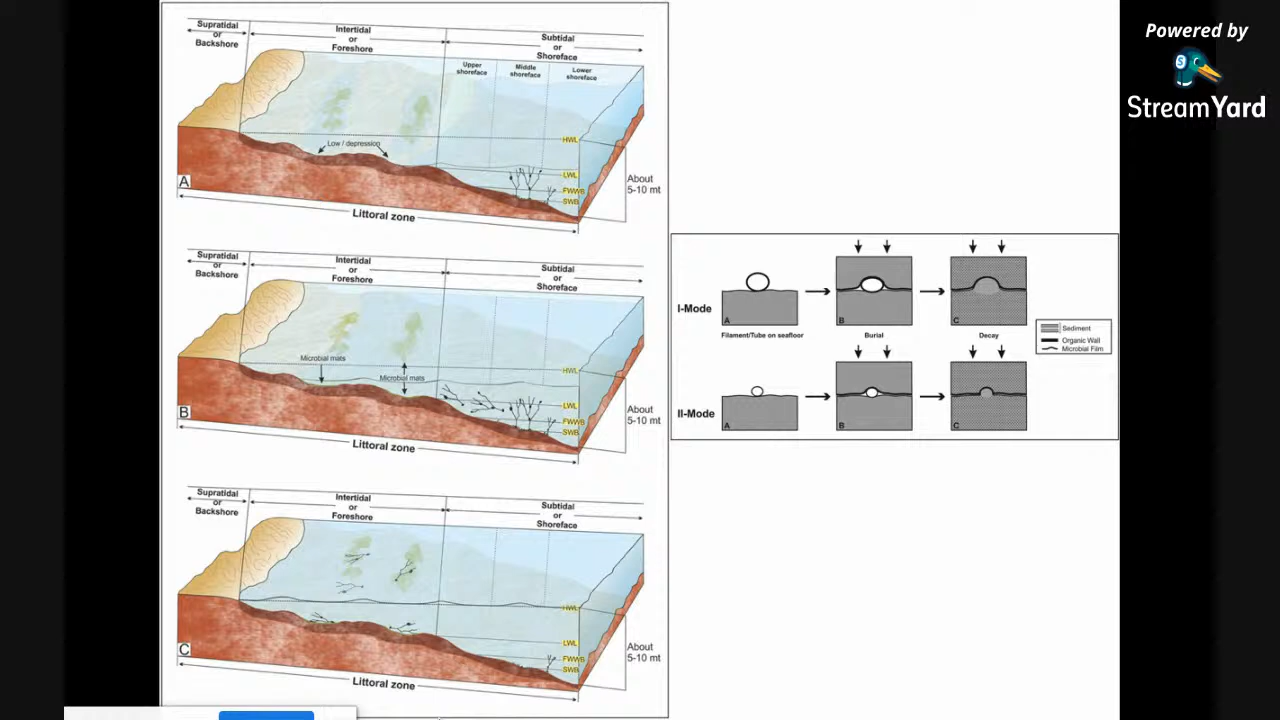 Supratidal
or
Backshore
Intertidal
or
Foreshore
Subtidal
or
Shoreface
Upper
shoreface
Middle
shoreface
Lower
shoreface
HWL
Low / depression
LWL
FWWB
SWB
About
5-10 mt
A
Littoral zone
Supratidal
or
Backshore
Intertidal
or
Foreshore
Subtidal
or
Shoreface
Microbial mats
HWL
Microbial mats
LWL
FWWB
SWB
About
5-10 mt
B
Littoral zone
Supratidal
or
Backshore
Intertidal
or
Foreshore
Subtidal
or
Shoreface
HWL
LWL
FWWB
SWB
About
5-10 mt
C
Littoral zone
I-Mode
A
B
C
Filament/Tube on seafloor
Burial
Decay
Sediment
Organic Wall
Microbial Film
II-Mode
A
B
C
Powered by
S
StreamYard